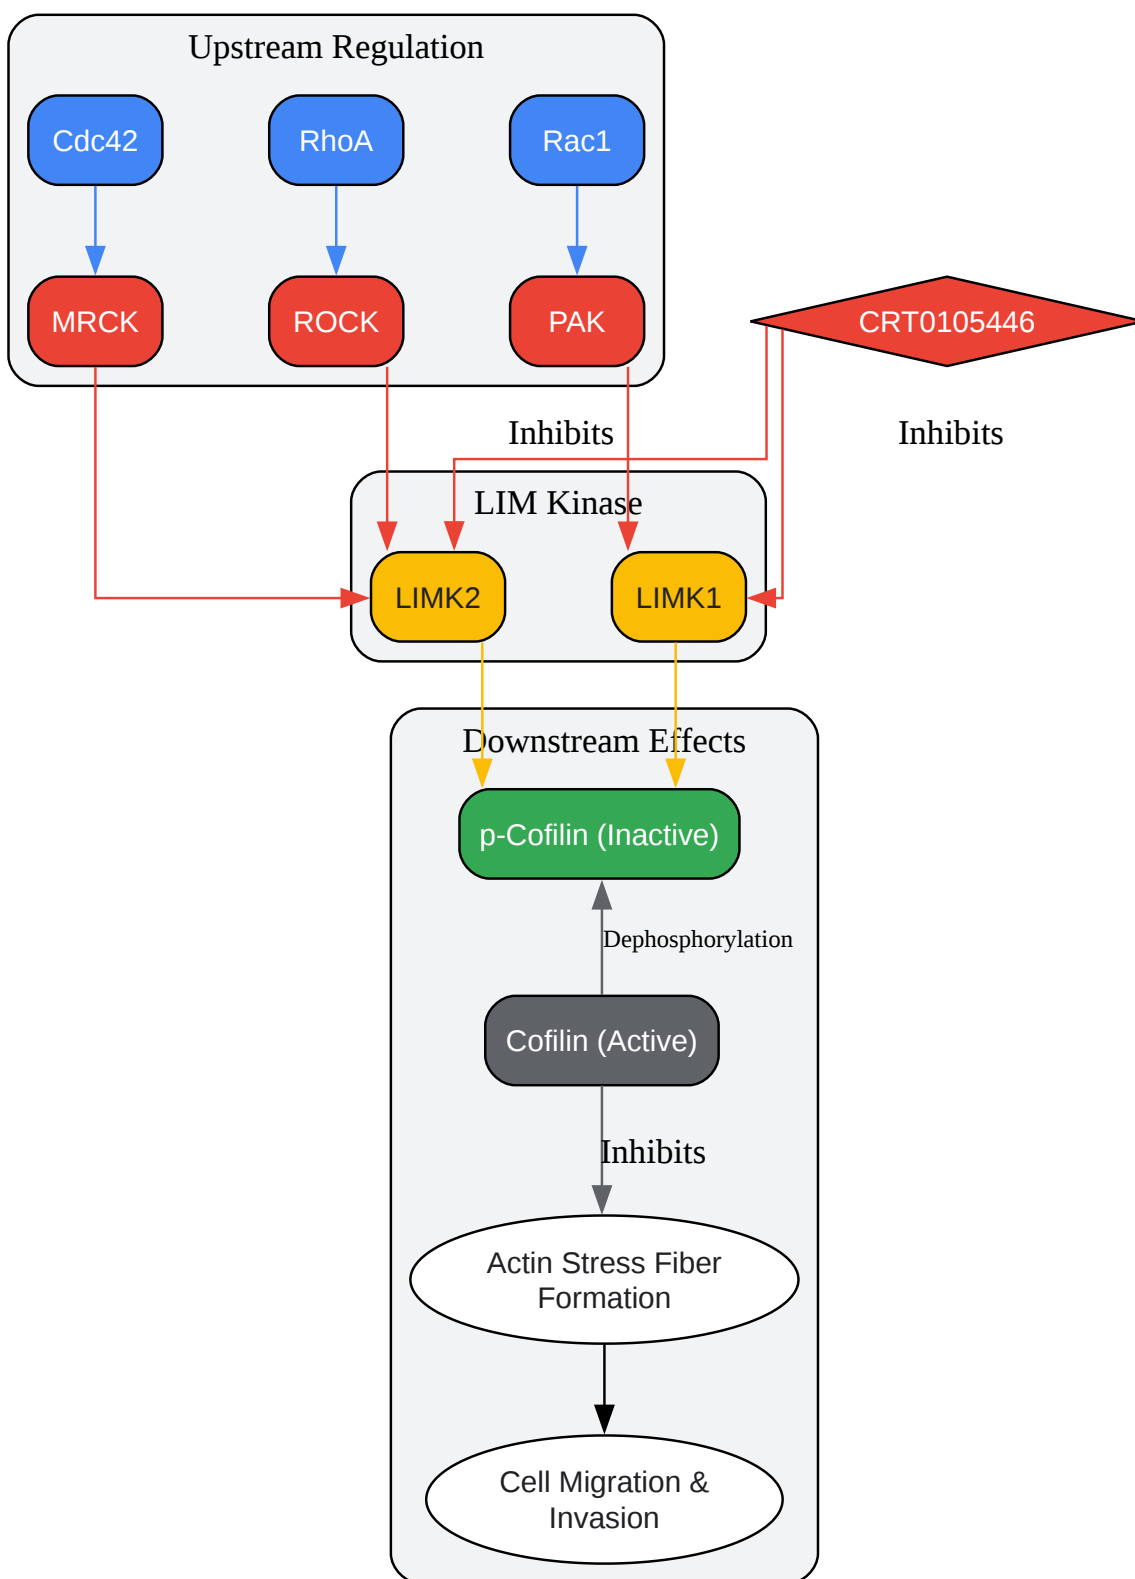 Upstream Regulation
Cdc42
RhoA
Rac1
MRCK
ROCK
PAK
CRT0105446
Inhibits
Inhibits
LIM Kinase
LIMK2
LIMK1
Downstream Effects
p-Cofilin (Inactive)
Dephosphorylation
Cofilin (Active)
Inhibits
Actin Stress Fiber
Formation
Cell Migration &
Invasion